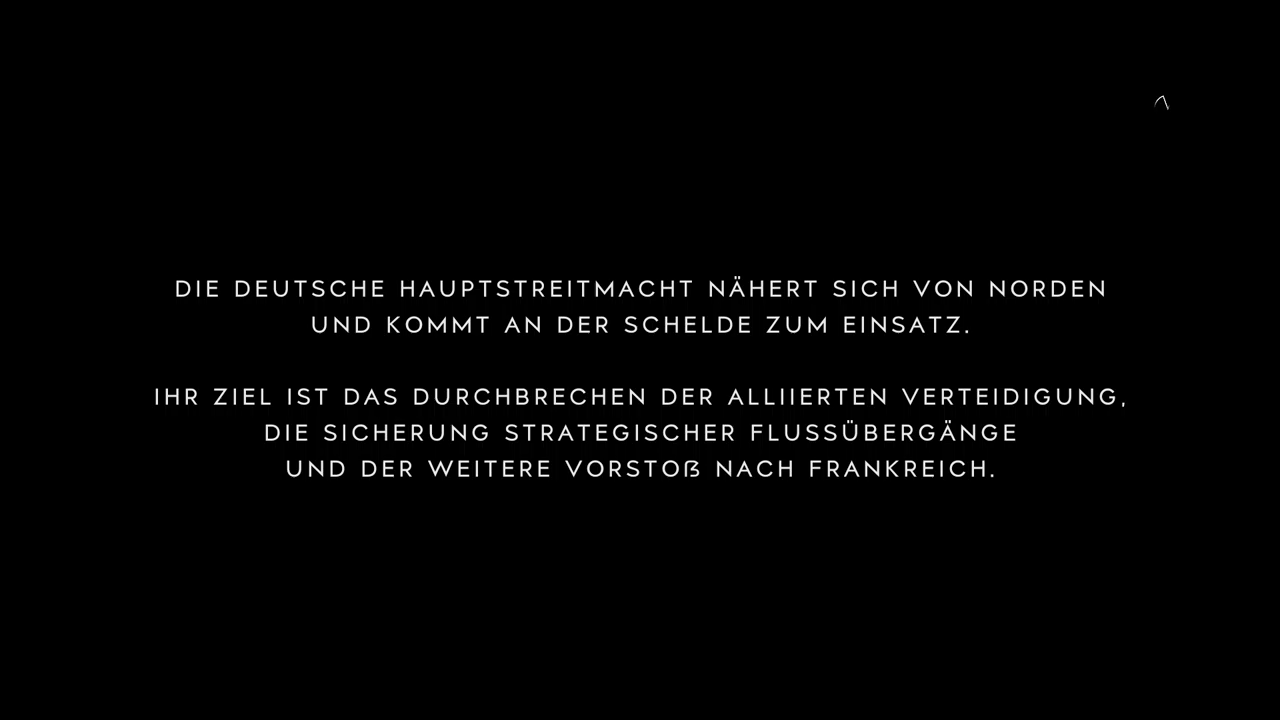 DIE DEUTSCHE HAUPTSTREITMACHT NÄHERT SICH VON NORDEN
UND KOMMT AN DER SCHELDE ZUM EINSATZ.
IHR ZIEL IST DAS DURCHBRECHEN DER ALLIIERTEN VERTEIDIGUNG,
DIE SICHERUNG STRATEGISCHER FLUSSÜBERGÄNGE
UND DER WEITERE VORSTOß NACH FRANKREICH.